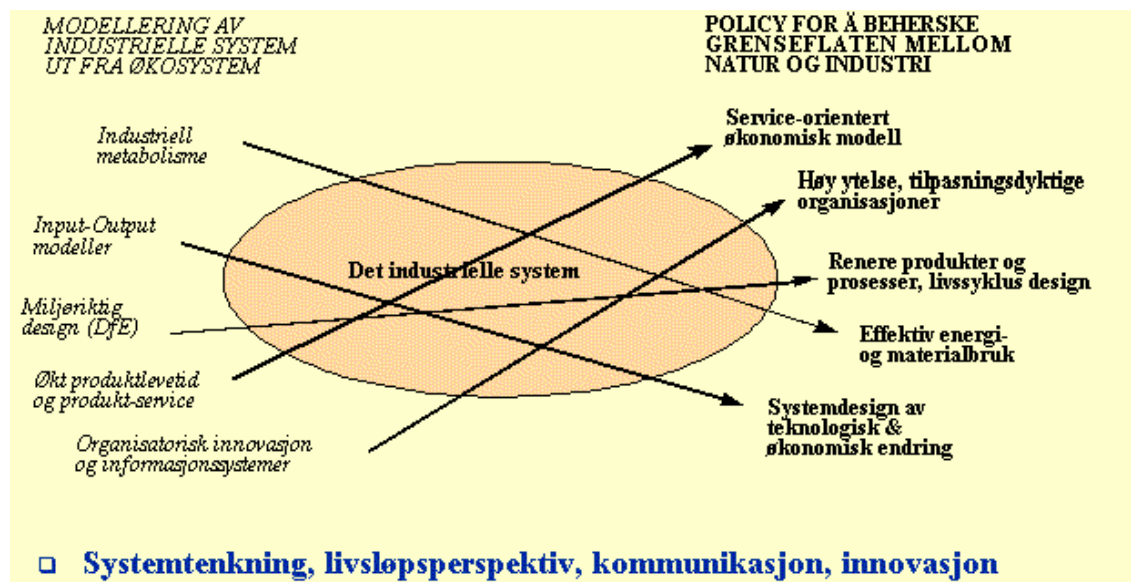 MODELLERING AV
INDUSTRIELLE SYSTEM
UT FRA ØKOSYSTEM
POLICY FOR Å BEHERSKE
GRENSEFLATEN MELLOM
NATUR OG INDUSTRI
Industriell
metabolisme
Input-Output
modeller
Miljøriktig
design (DfE)
Økt produktlevetid
og produkt-service
Organisatorisk innovasjon
og informasjonssystemer
Det industrielle system
Service-orientert
økonomisk modell
Høy ytelse, tilpasningsdyktige
organisasjoner
Renere produkter og
prosesser, livssyklus design
Effektiv energi-
og materialbruk
Systemdesign av
teknologisk &
økonomisk endring
Systemtenkning, livsløpsperspektiv, kommunikasjon, innovasjon